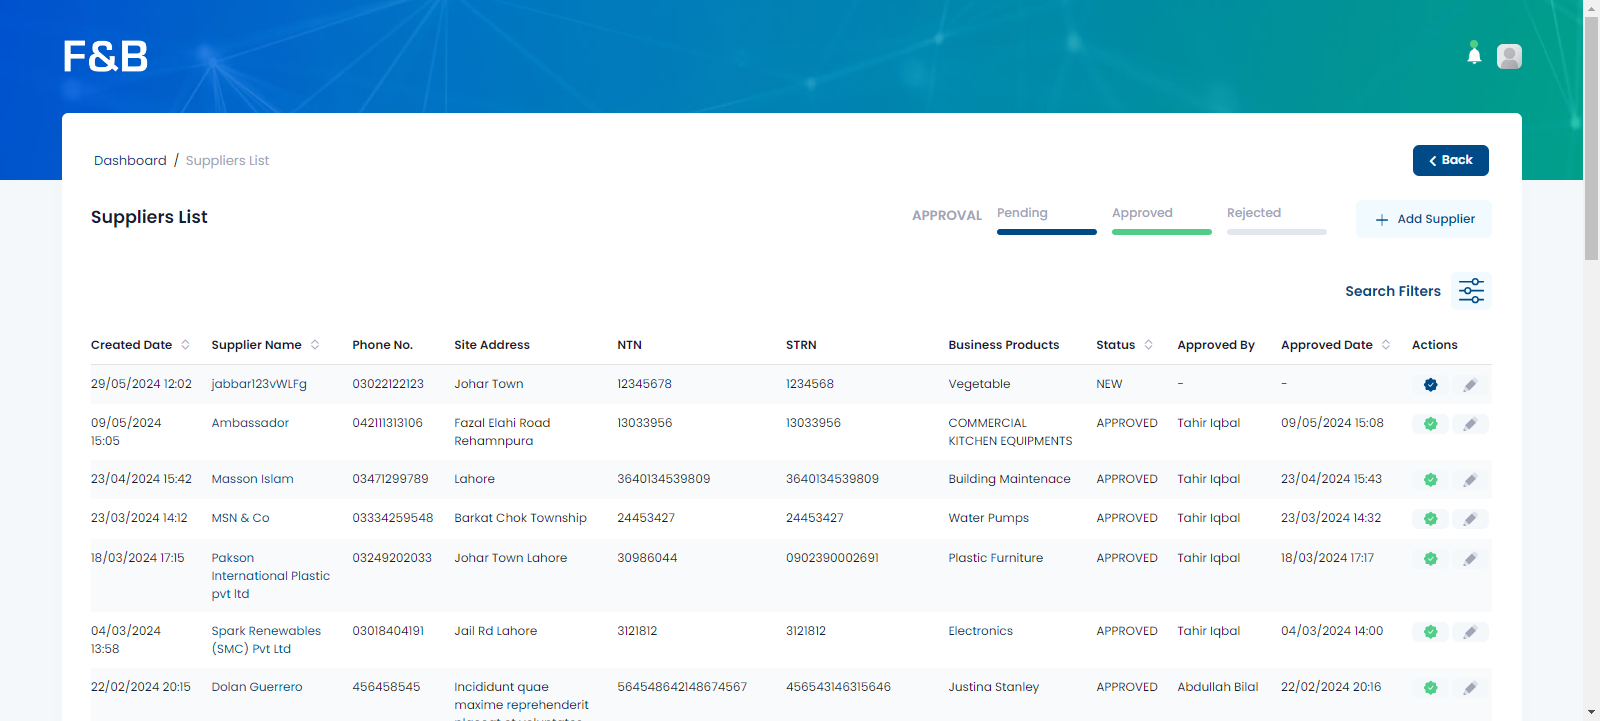 F&B
Dashboard / Suppliers List
Back
Suppliers List
APPROVAL Pending Approved Rejected
Add Supplier
Search Filters
Created Date Supplier Name Phone No. Site Address NTN STRN Business Products Status Approved By Approved Date Actions
29/05/2024 12:02 jabbar123vWLFg 03022122123 Johar Town 12345678 1234568 Vegetable NEW - -
09/05/2024 Ambassador 042111313106 Fazal Elahi Road 13033956 13033956 COMMERCIAL APPROVED Tahir Iqbal 09/05/2024 15:08
15:05 Rehamnpura KITCHEN EQUIPMENTS
23/04/2024 15:42 Masson Islam 03471299789 Lahore 3640134539809 3640134539809 Building Maintenace APPROVED Tahir Iqbal 23/04/2024 15:43
23/03/2024 14:12 MSN & Co 03334259548 Barkat Chok Township 24453427 24453427 Water Pumps APPROVED Tahir Iqbal 23/03/2024 14:32
18/03/2024 17:15 Pakson 03249202033 Johar Town Lahore 30986044 0902390002691 Plastic Furniture APPROVED Tahir Iqbal 18/03/2024 17:17
International Plastic
pvt ltd
04/03/2024 Spark Renewables 03018404191 Jail Rd Lahore 3121812 3121812 Electronics APPROVED Tahir Iqbal 04/03/2024 14:00
13:58 (SMC) Pvt Ltd
22/02/2024 20:15 Dolan Guerrero 456458545 Incididunt quae 564548642148674567 456543146315646 Justina Stanley APPROVED Abdullah Bilal 22/02/2024 20:16
maxime reprehenderit